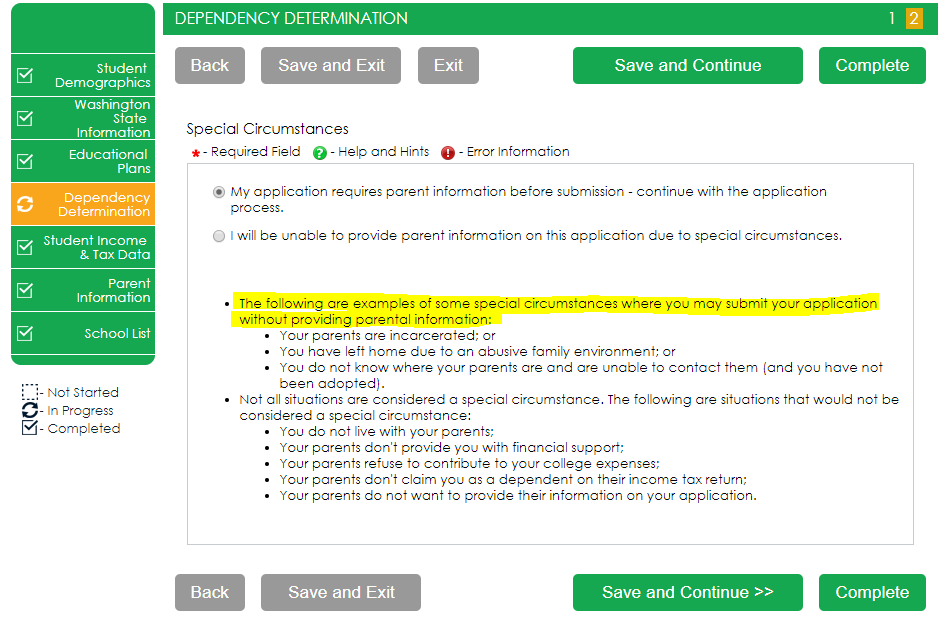 DEPENDENCY DETERMINATION
1 2
Student
Demographics
Washington
State
Information
Educational
Plans
Dependency
Determination
Student Income
& Tax Data
Parent
Information
School List
- Not Started
- In Progress
- Completed
Back Save and Exit Exit Save and Continue Complete
Special Circumstances
* - Required Field ? - Help and Hints ! - Error Information
My application requires parent information before submission - continue with the application
process.
I will be unable to provide parent information on this application due to special circumstances.
• The following are examples of some special circumstances where you may submit your application
without providing parental information:
• Your parents are incarcerated; or
• You have left home due to an abusive family environment; or
• You do not know where your parents are and are unable to contact them (and you have not
been adopted).
• Not all situations are considered a special circumstance. The following are situations that would not be
considered a special circumstance:
• You do not live with your parents;
• Your parents don't provide you with financial support;
• Your parents refuse to contribute to your college expenses;
• Your parents don't claim you as a dependent on their income tax return;
• Your parents do not want to provide their information on your application.
Back Save and Exit Save and Continue >> Complete